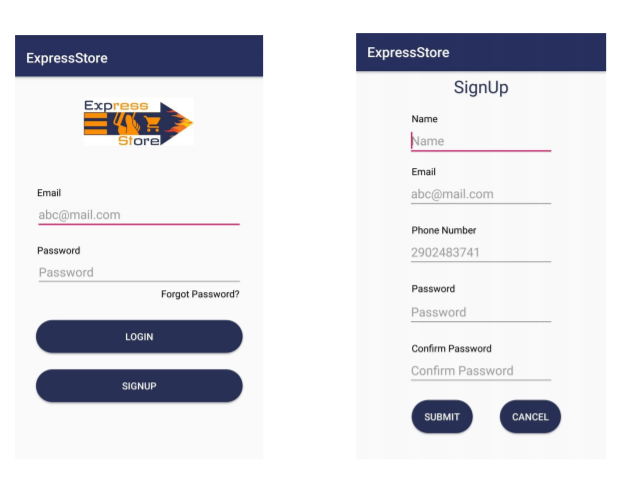 ExpressStore
Express
Store
Email
abc@mail.com
Password
Password
Forgot Password?
LOGIN
SIGNUP
ExpressStore
SignUp
Name
Name
Email
abc@mail.com
Phone Number
2902483741
Password
Password
Confirm Password
Confirm Password
SUBMIT CANCEL